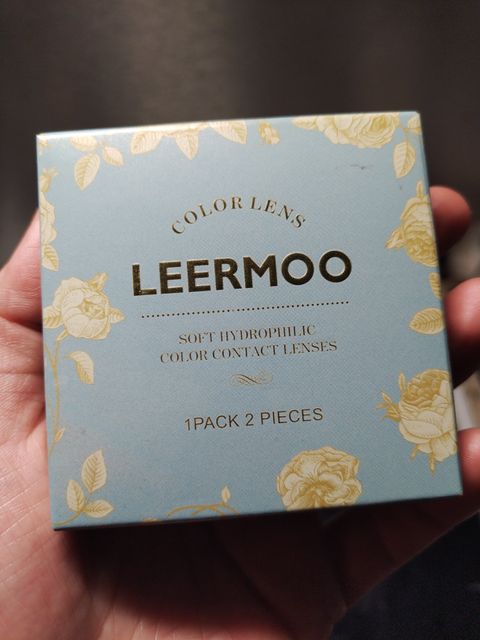 COLOR LENS
LEERMOO
SOFT HYDROPHILIC
COLOR CONTACT LENSES
1PACK 2 PIECES